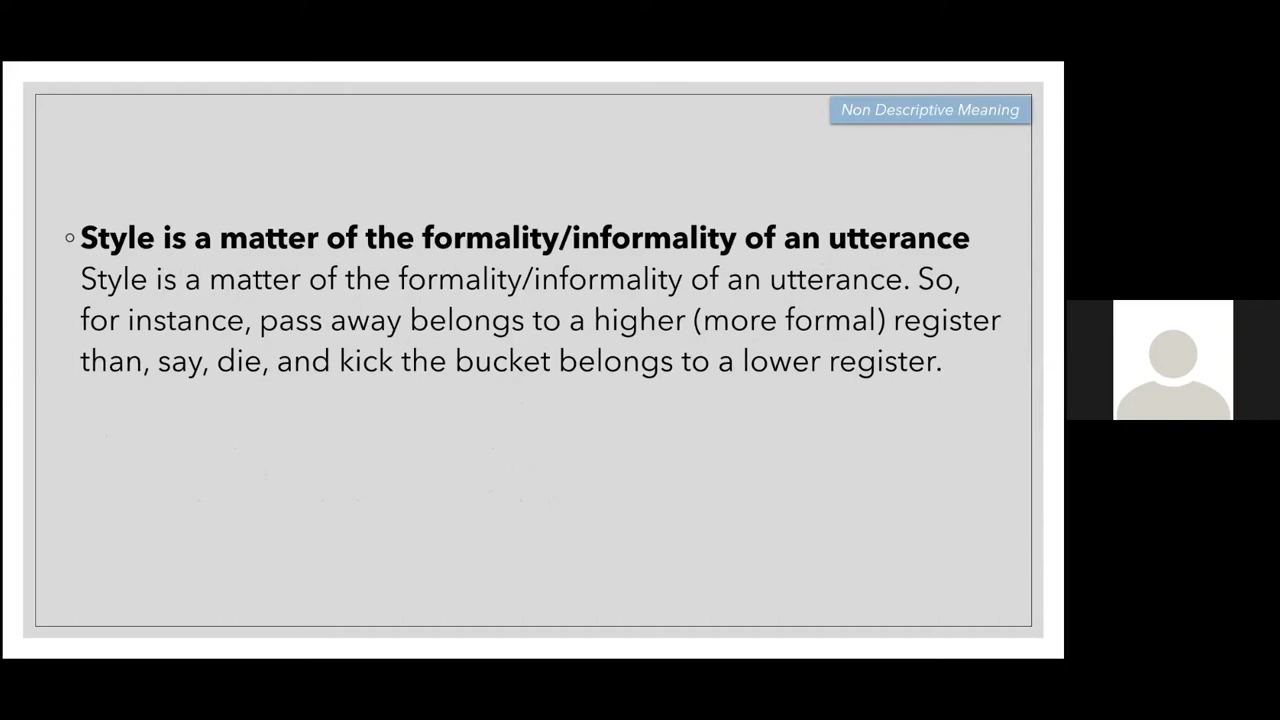 Non Descriptive Meaning
Style is a matter of the formality/informality of an utterance
Style is a matter of the formality/informality of an utterance. So,
for instance, pass away belongs to a higher (more formal) register
than, say, die, and kick the bucket belongs to a lower register.